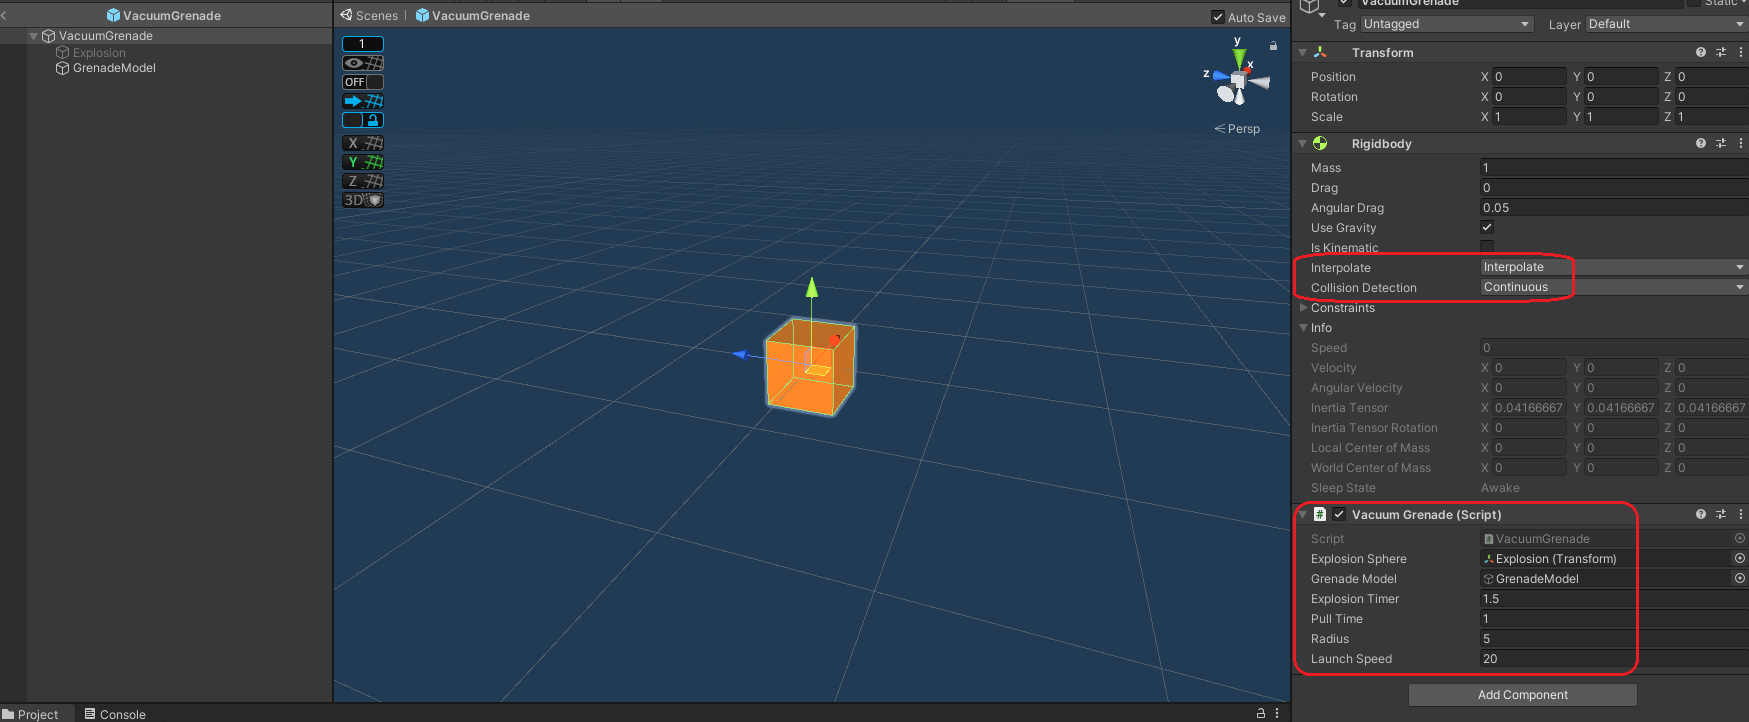 VacuumGrenade
VacuumGrenade
Explosion
GrenadeModel
Scenes | VacuumGrenade
Auto Save
1
OFF
X
Y
Z
3D
y
x
z
Persp
VacuumGrenade Static
Tag Untagged Layer Default
Transform
Position X 0 Y 0 Z 0
Rotation X 0 Y 0 Z 0
Scale X 1 Y 1 Z 1
Rigidbody
Mass 1
Drag 0
Angular Drag 0.05
Use Gravity
Is Kinematic
Interpolate Interpolate
Collision Detection Continuous
Constraints
Info
Speed 0
Velocity X 0 Y 0 Z 0
Angular Velocity X 0 Y 0 Z 0
Inertia Tensor X 0.04166667 Y 0.04166667 Z 0.04166667
Inertia Tensor Rotation X 0 Y 0 Z 0
Local Center of Mass X 0 Y 0 Z 0
World Center of Mass X 0 Y 0 Z 0
Sleep State Awake
# Vacuum Grenade (Script)
Script VacuumGrenade
Explosion Sphere Explosion (Transform)
Grenade Model GrenadeModel
Explosion Timer 1.5
Pull Time 1
Radius 5
Launch Speed 20
Add Component
Project Console